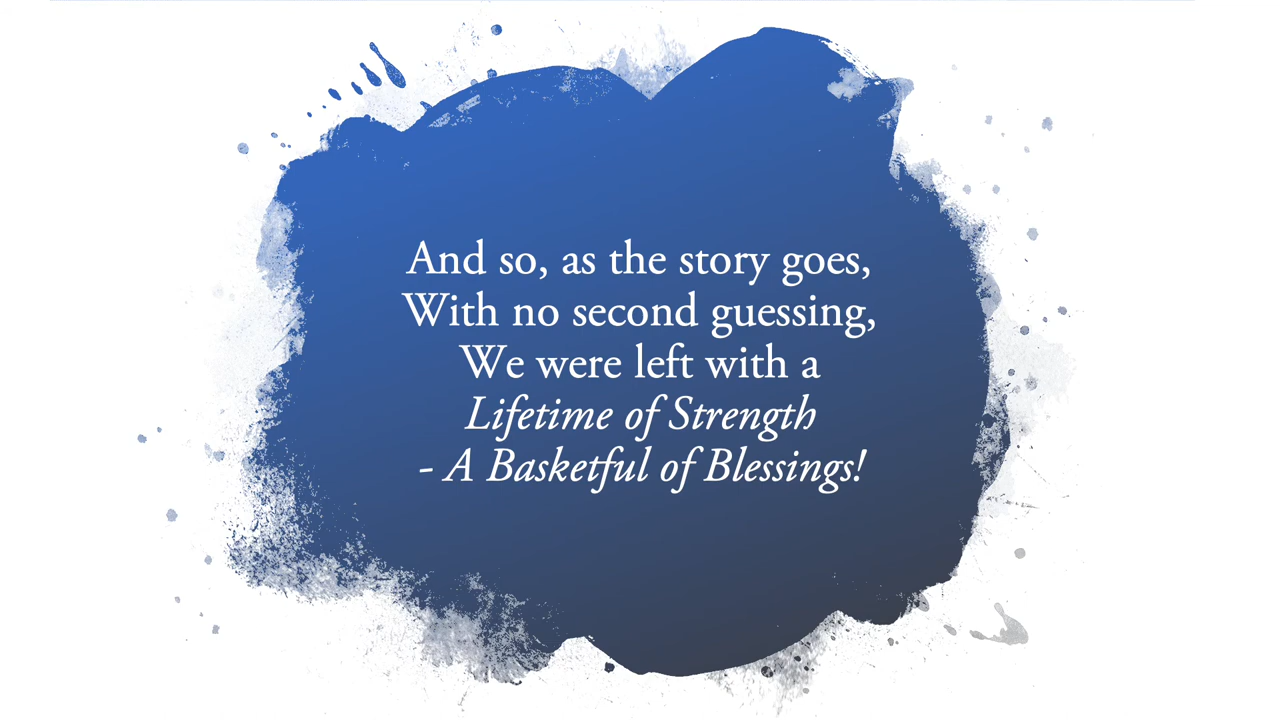 And so, as the story goes,
With no second guessing,
We were left with a
Lifetime of Strength
- A Basketful of Blessings!